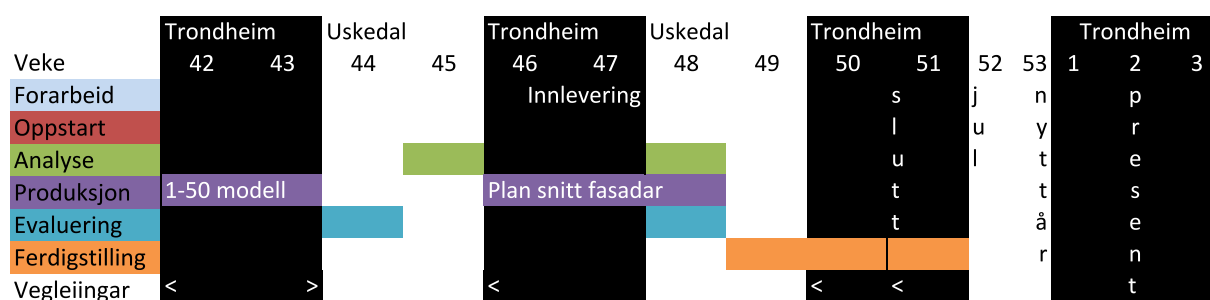 Trondheim Uskedal Trondheim Uskedal Trondheim Trondheim
Veke 42 43 44 45 46 47 48 49 50 51 52 53 1 2 3
Forarbeid Innlevering s j n p
Oppstart l u y r
Analyse u l t e
Produksjon 1-50 modell Plan snitt fasadar t t s
Evaluering t å e
Ferdigstilling r n
Vegleiingar < > < < < t